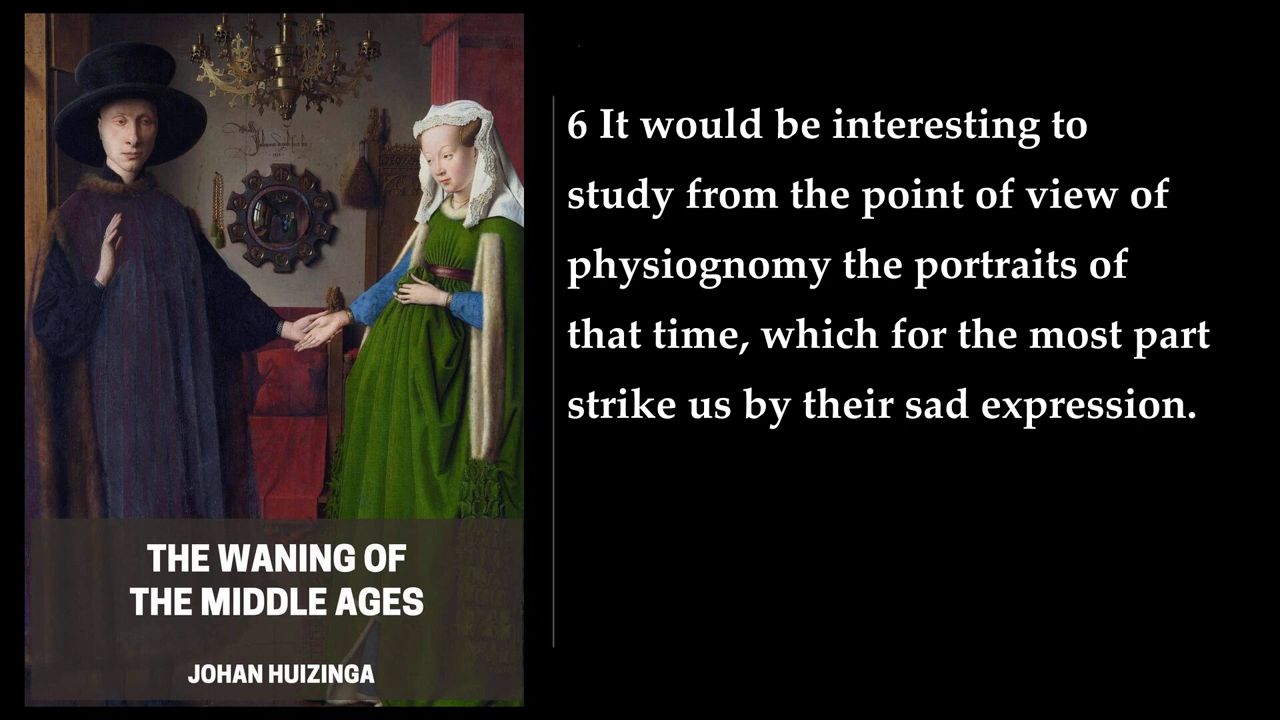 THE WANING OF
THE MIDDLE AGES
JOHAN HUIZINGA
6 It would be interesting to
study from the point of view of
physiognomy the portraits of
that time, which for the most part
strike us by their sad expression.